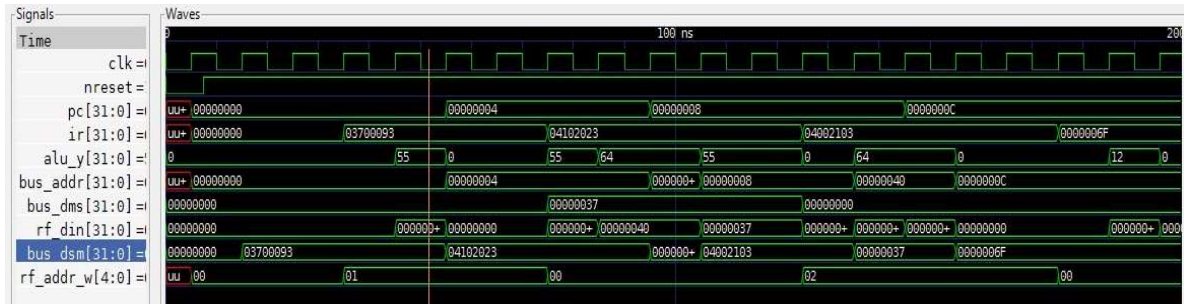 Signals Waves
Time 0 100 ns 200
clk =
nreset =
pc[31:0] = uu+ 00000000 00000004 00000008 0000000C
ir[31:0] = uu+ 00000000 03700093 04102023 04002103 0000006F
alu_y[31:0] = 0 55 0 55 64 55 0 64 0 12 0
bus_addr[31:0] = uu+ 00000000 00000004 000000+ 00000008 00000040 0000000C
bus_dms[31:0] = 00000000 00000037 00000000
rf_din[31:0] = 00000000 000000+ 00000000 000000+ 00000040 00000037 000000+ 000000+ 000000+ 00000000 000000+ 0000
bus_dsm[31:0] = 00000000 03700093 04102023 000000+ 04002103 00000037 0000006F
rf_addr_w[4:0] = uu 00 01 00 02 00